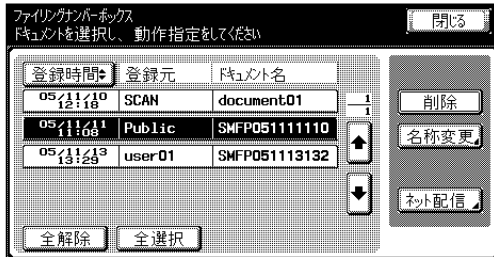 ファイリングナンバーボックス
ドキュメントを選択し、動作指定をしてください
閉じる
登録時間 登録元 ドキュメント名
05/11/10 12:18 SCAN document01
05/11/11 11:08 Public SMFP051111110
05/11/13 13:29 user01 SMFP051113132
1
1
削除
名称変更
ネット配信
全解除 全選択